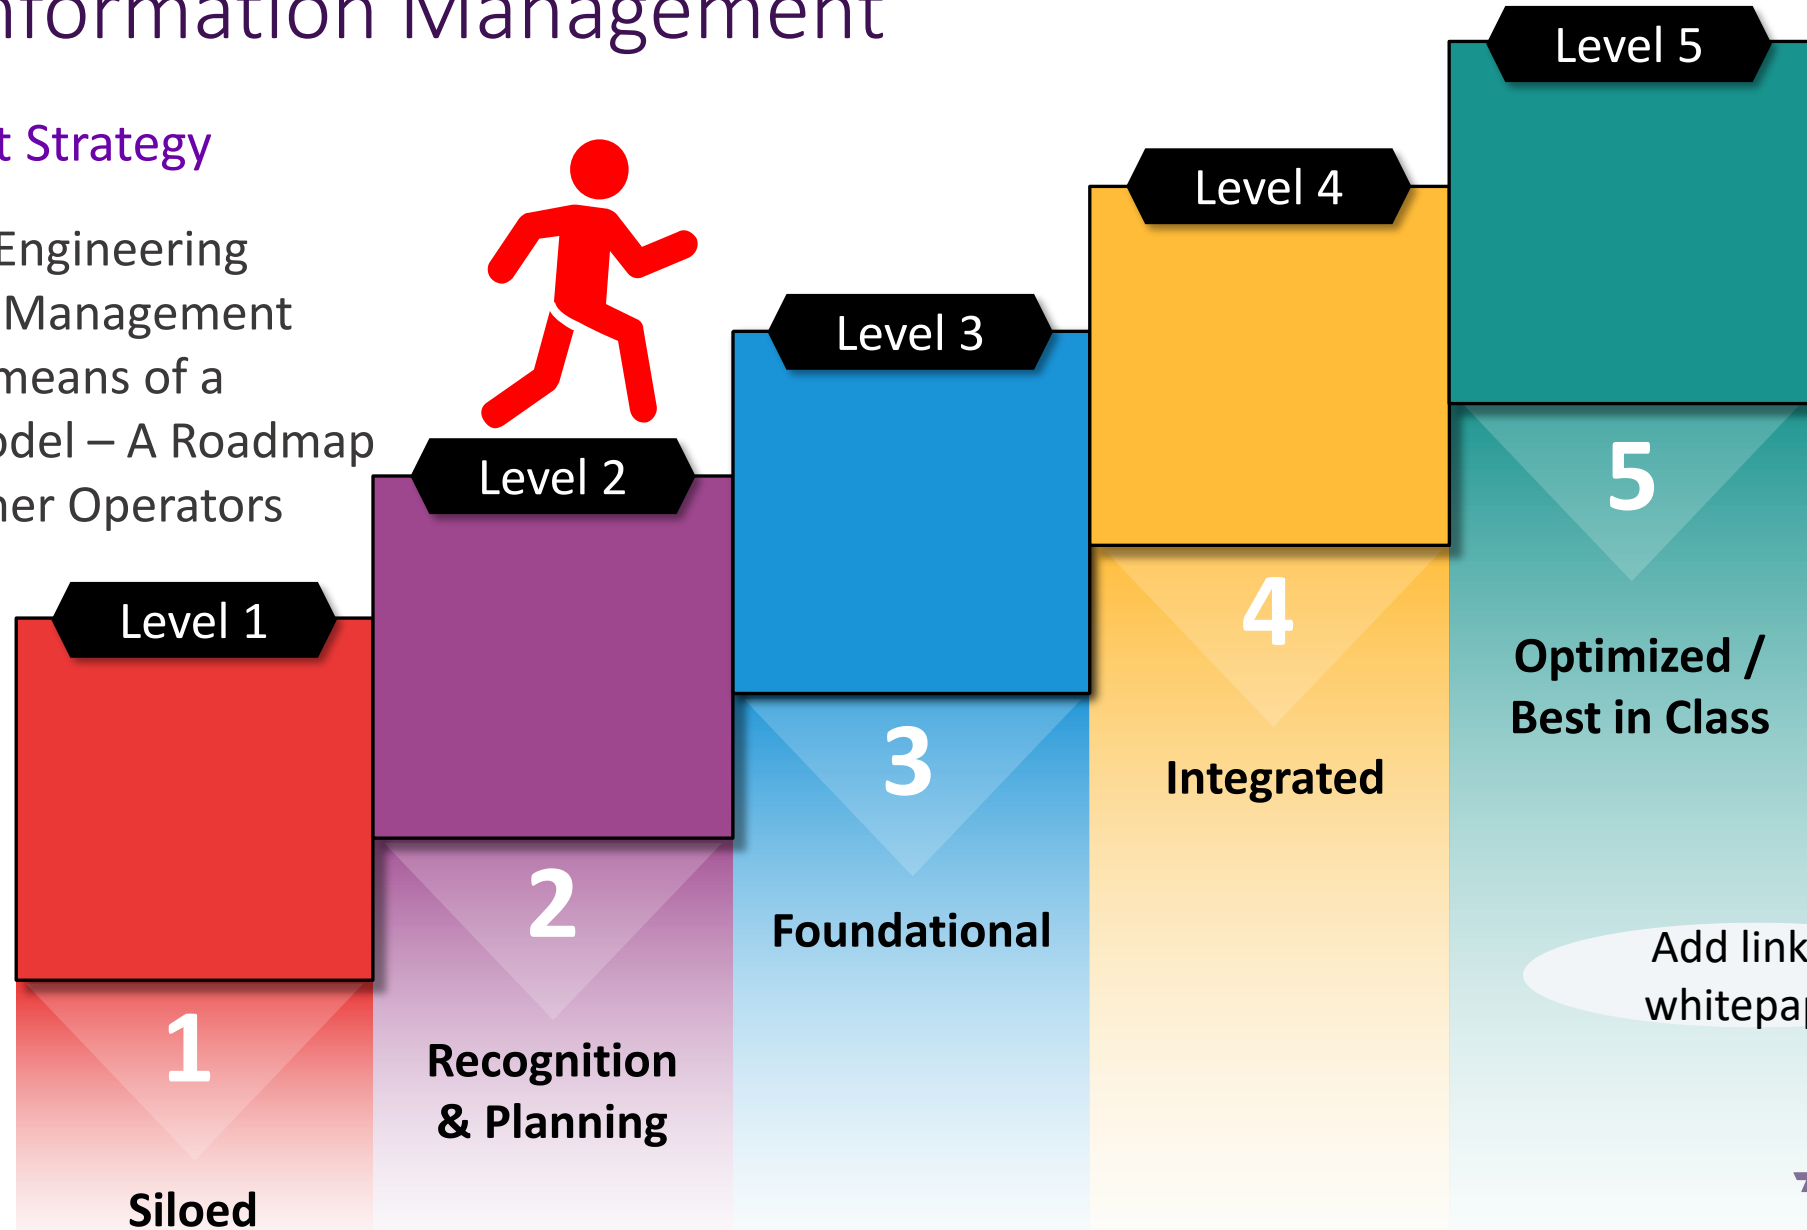 nformation Management
t Strategy
Engineering
Management
means of a
odel – A Roadmap
ner Operators
Level 1
Level 2
Level 3
Level 4
Level 5
1
Siloed
2
Recognition
& Planning
3
Foundational
4
Integrated
5
Optimized /
Best in Class
Add link
whitepap